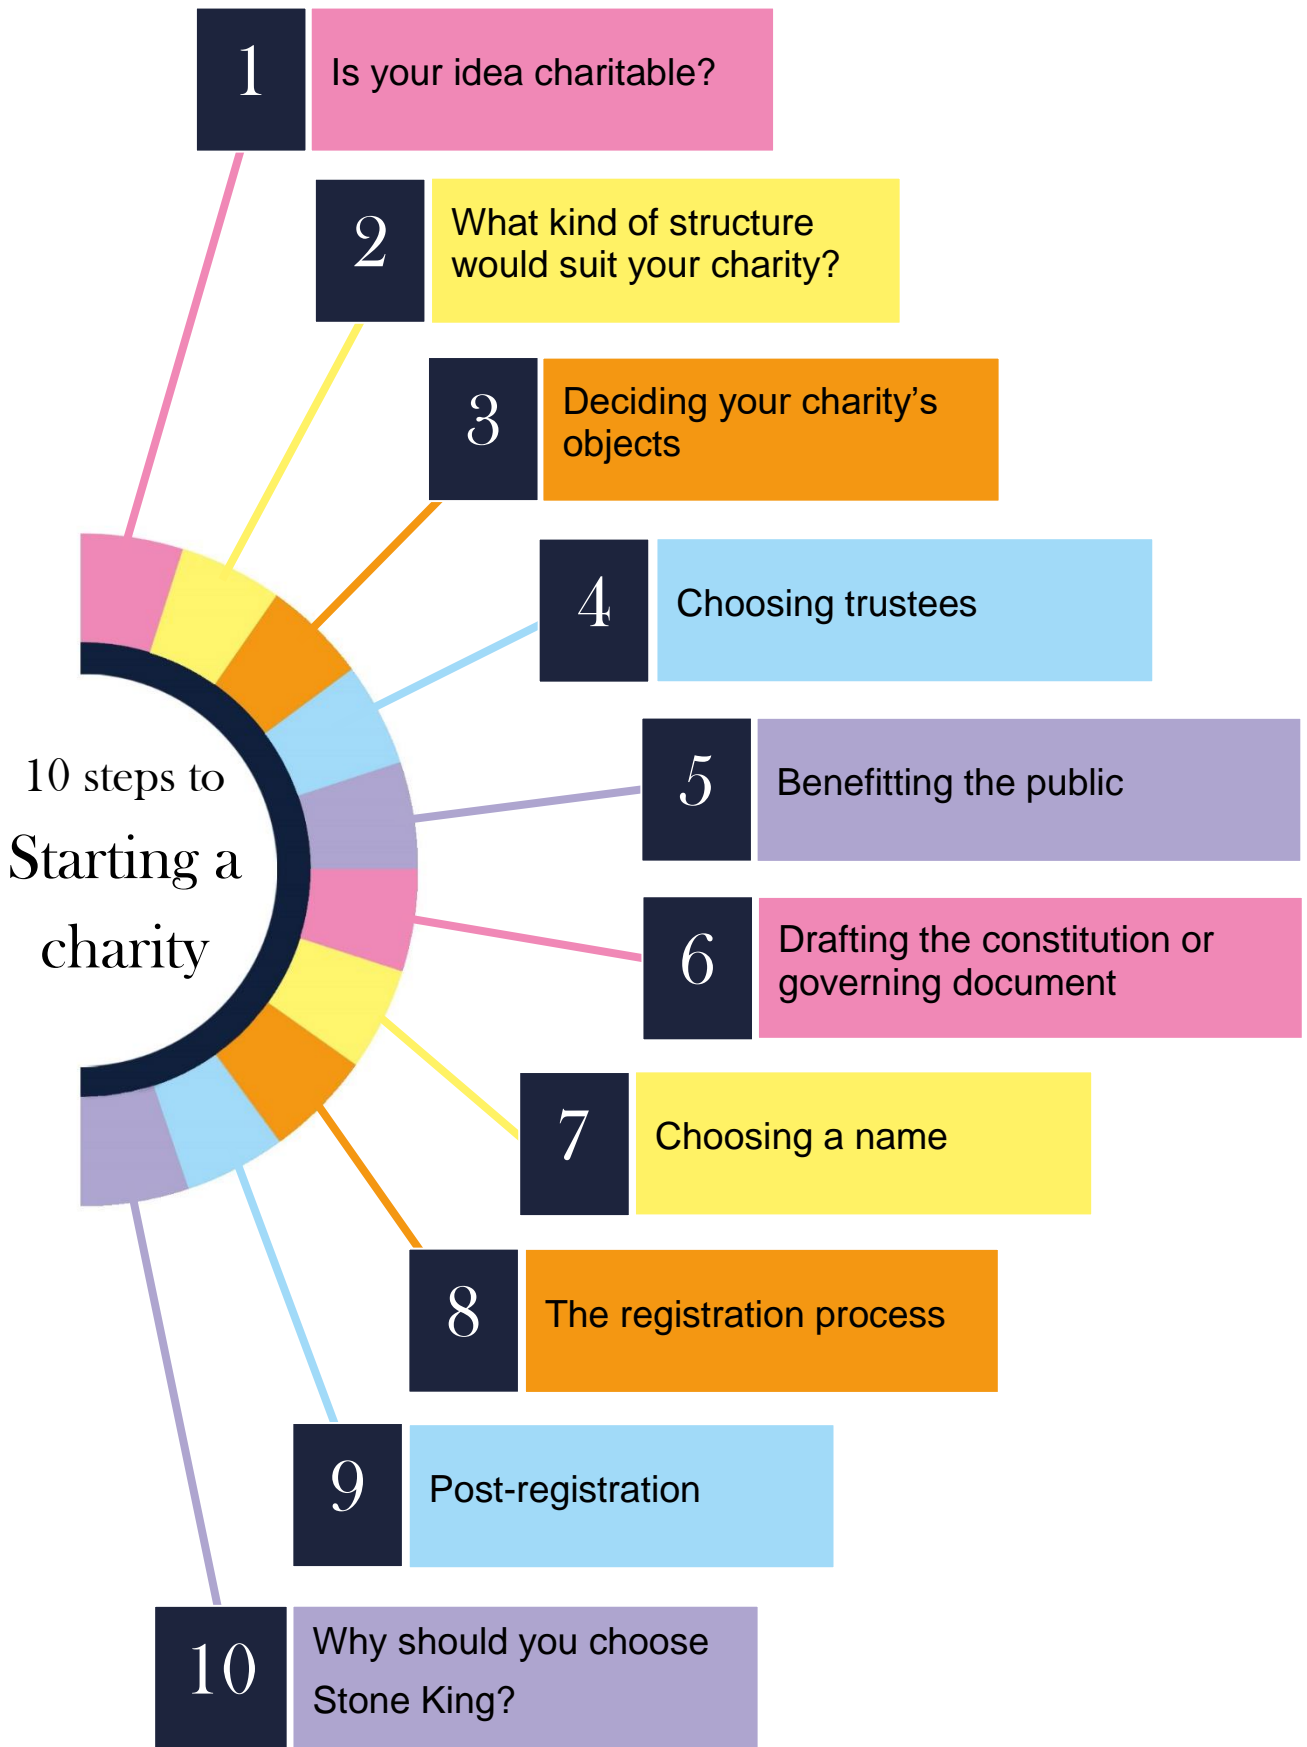 1
Is your idea charitable?
2
What kind of structure
would suit your charity?
3
Deciding your charity’s
objects
4
Choosing trustees
10 steps to
Starting a
charity
5
Benefitting the public
6
Drafting the constitution or
governing document
7
Choosing a name
8
The registration process
9
Post-registration
10
Why should you choose
Stone King?